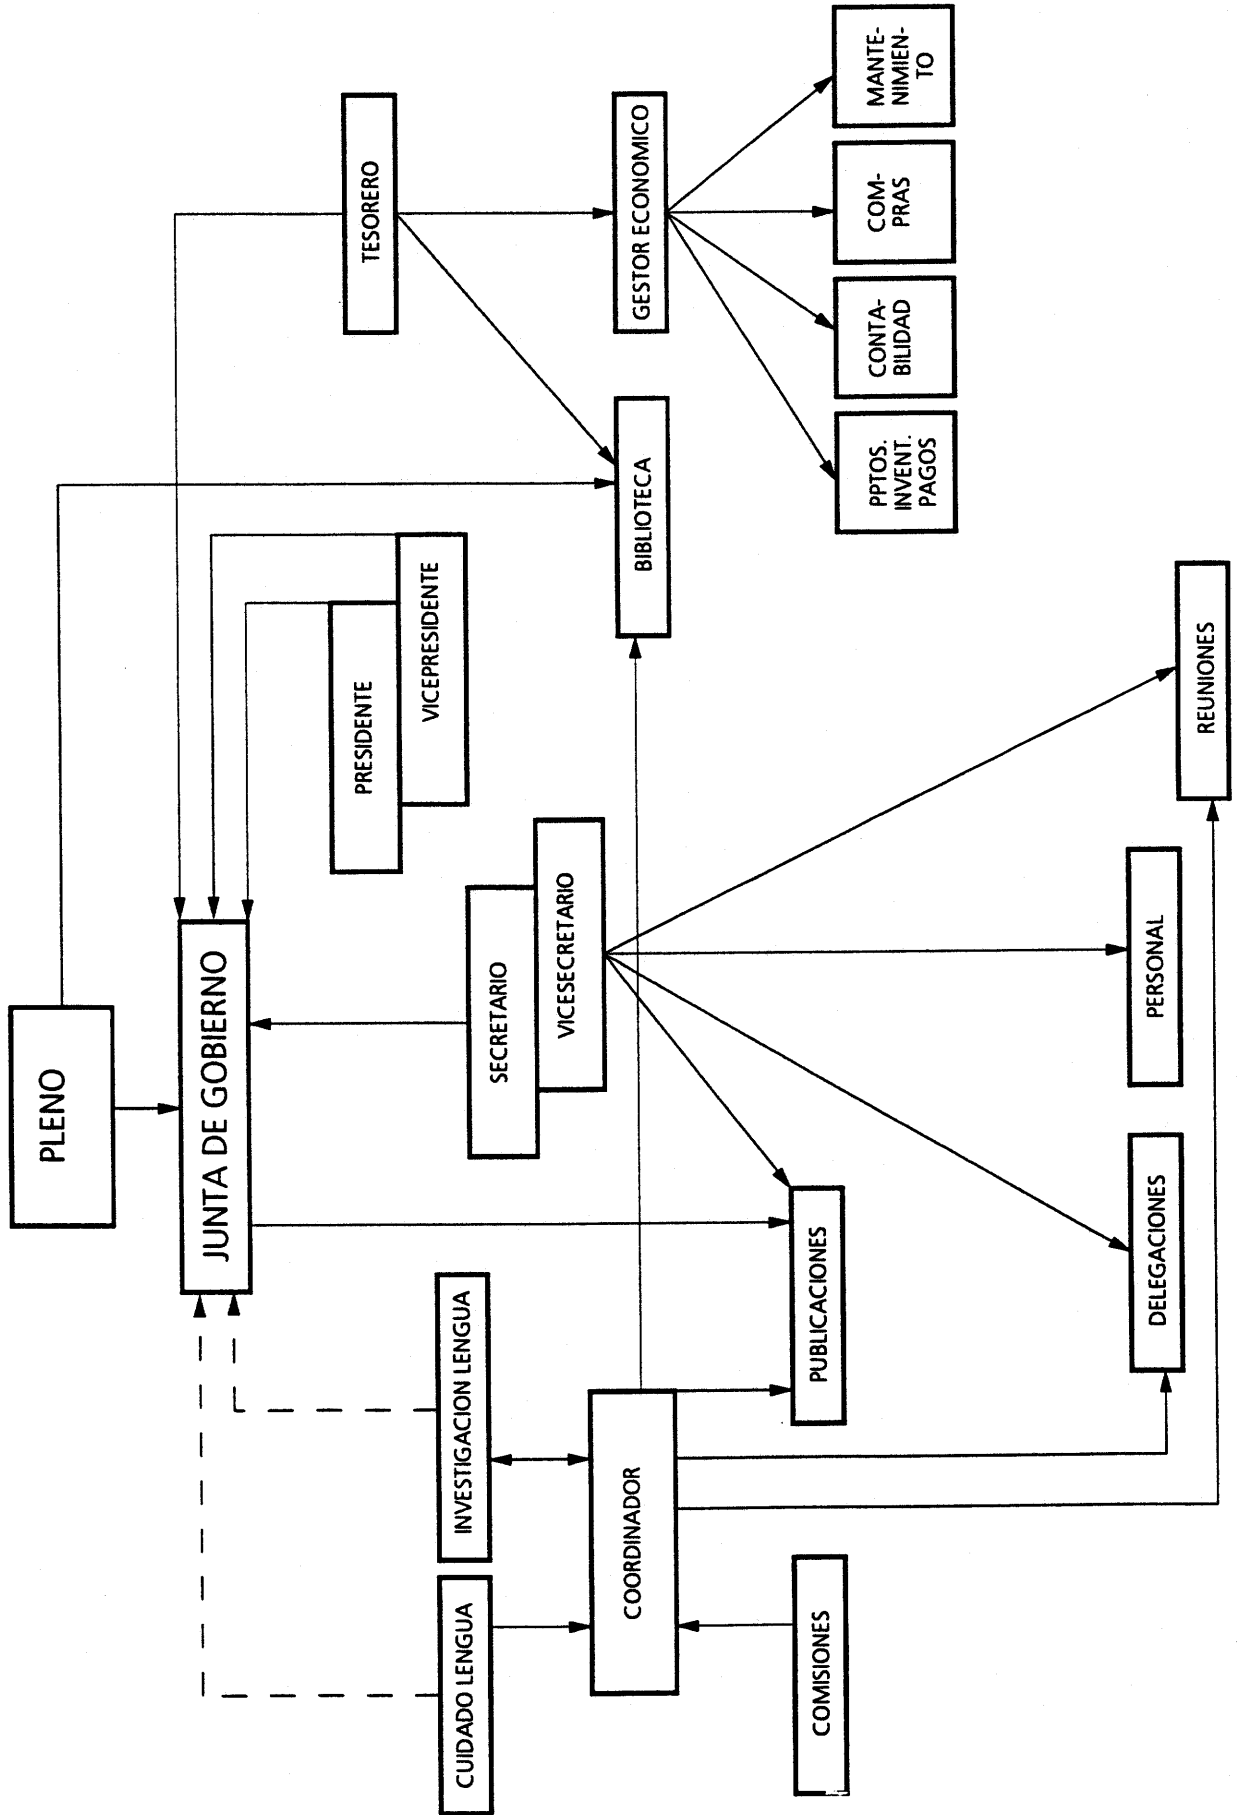 PLENO
JUNTA DE GOBIERNO
TESORERO
PRESIDENTE
VICEPRESIDENTE
CUIDADO LENGUA
INVESTIGACION LENGUA
SECRETARIO
VICESECRETARIO
COORDINADOR
BIBLIOTECA
GESTOR ECONOMICO
COMISIONES
PUBLICACIONES
PPTOS.
INVENT.
PAGOS
CONTA-
BILIDAD
COM-
PRAS
MANTE-
NIMIEN-
TO
DELEGACIONES
PERSONAL
REUNIONES